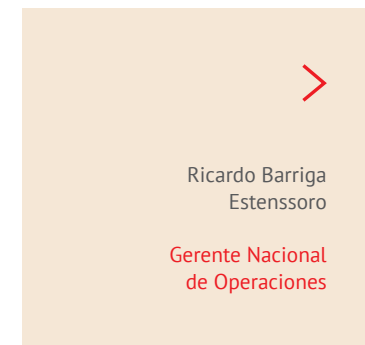 Ricardo Barriga
Estenssoro
Gerente Nacional
de Operaciones